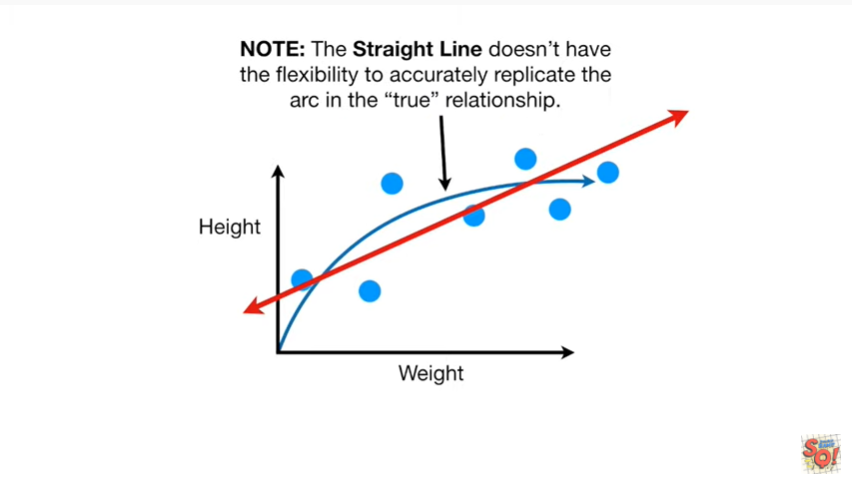 NOTE: The Straight Line doesn’t have
the flexibility to accurately replicate the
arc in the “true” relationship.
Height
Weight
SQ!